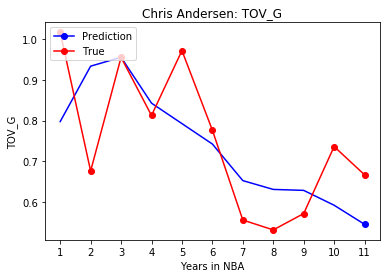 Chris Andersen: TOV_G
Prediction
True
1.0
0.9
0.8
0.7
0.6
TOV_G
1 2 3 4 5 6 7 8 9 10 11
Years in NBA